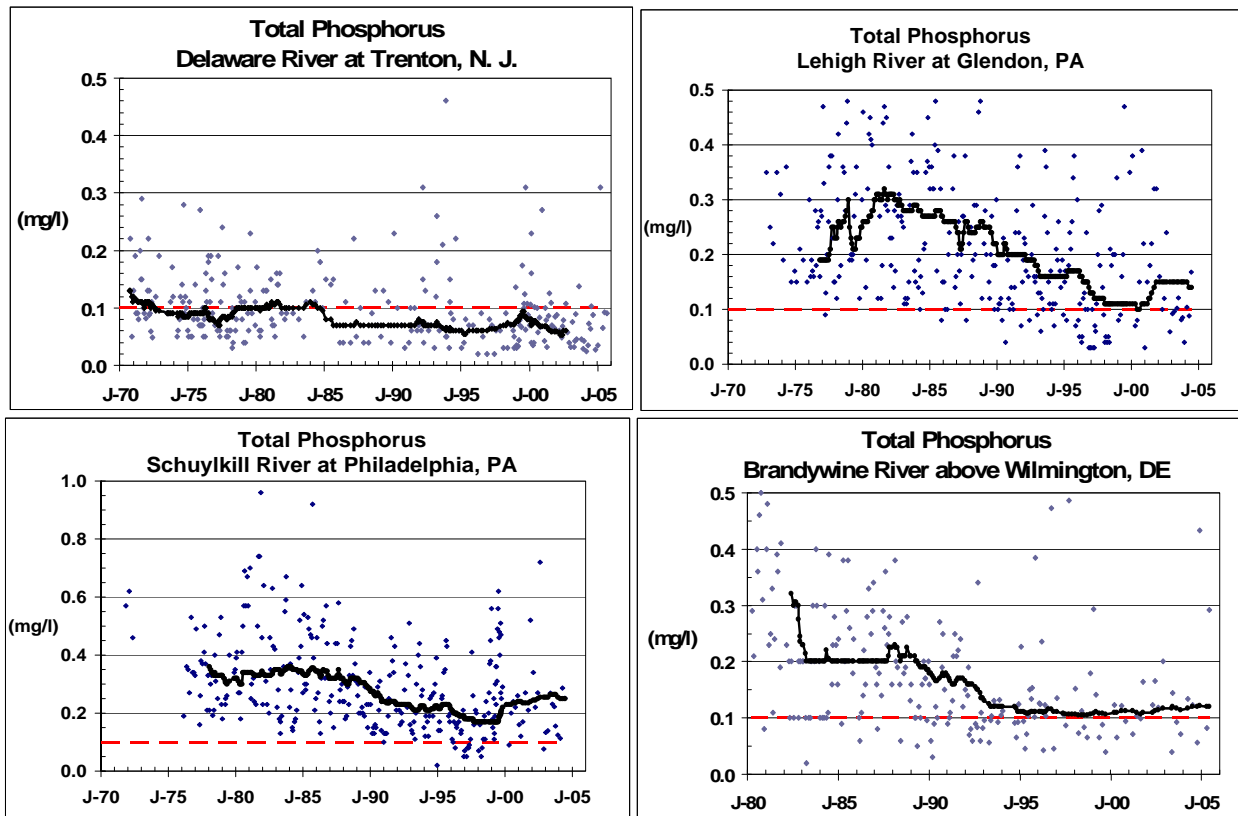 Total Phosphorus
Delaware River at Trenton, N. J.
0.5
0.4
0.3
(mg/l)
0.2
0.1
0.0
J-70 J-75 J-80 J-85 J-90 J-95 J-00 J-05
Total Phosphorus
Lehigh River at Glendon, PA
0.5
0.4
0.3
(mg/l)
0.2
0.1
0.0
J-70 J-75 J-80 J-85 J-90 J-95 J-00 J-05
Total Phosphorus
Schuylkill River at Philadelphia, PA
1.0
0.8
0.6
(mg/l)
0.4
0.2
0.0
J-70 J-75 J-80 J-85 J-90 J-95 J-00 J-05
Total Phosphorus
Brandywine River above Wilmington, DE
0.5
0.4
0.3
(mg/l)
0.2
0.1
0.0
J-80 J-85 J-90 J-95 J-00 J-05